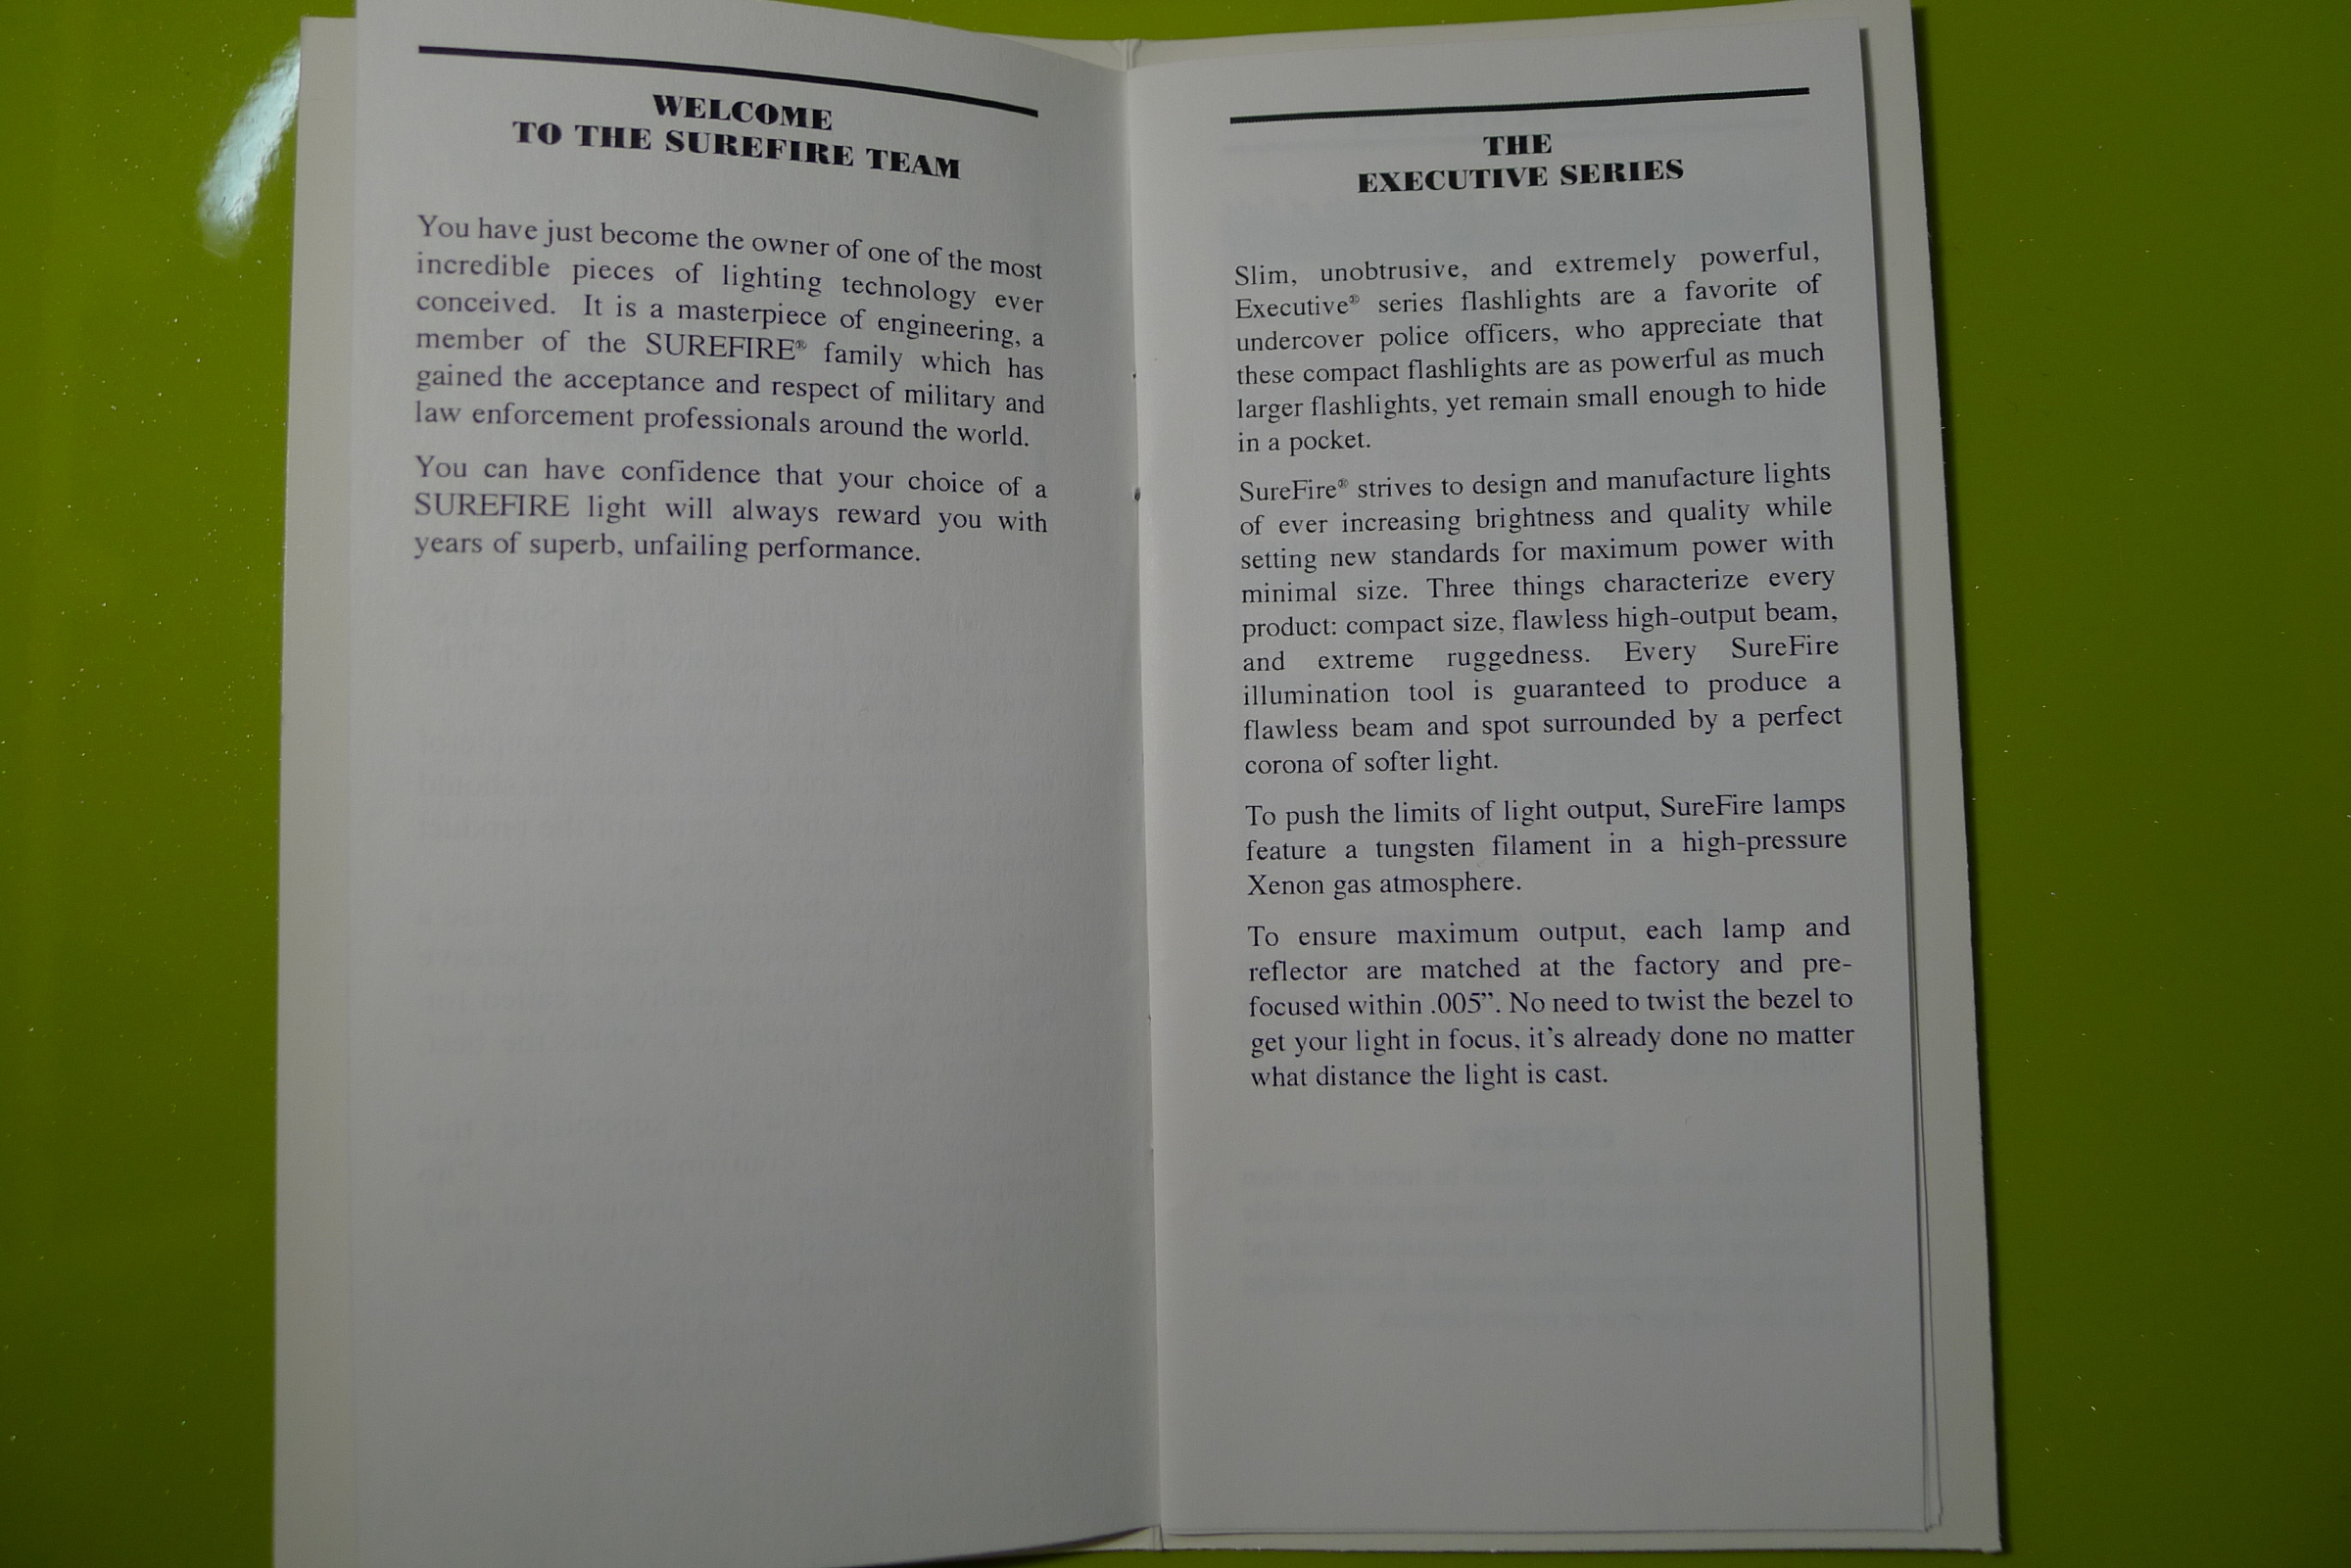 WELCOME
TO THE SUREFIRE TEAM
You have just become the owner of one of the most
incredible pieces of lighting technology ever
conceived. It is a masterpiece of engineering, a
member of the SUREFIRE® family which has
gained the acceptance and respect of military and
law enforcement professionals around the world.
You can have confidence that your choice of a
SUREFIRE light will always reward you with
years of superb, unfailing performance.
THE
EXECUTIVE SERIES
Slim, unobtrusive, and extremely powerful,
Executive® series flashlights are a favorite of
undercover police officers, who appreciate that
these compact flashlights are as powerful as much
larger flashlights, yet remain small enough to hide
in a pocket.
SureFire® strives to design and manufacture lights
of ever increasing brightness and quality while
setting new standards for maximum power with
minimal size. Three things characterize every
product: compact size, flawless high-output beam,
and extreme ruggedness. Every SureFire
illumination tool is guaranteed to produce a
flawless beam and spot surrounded by a perfect
corona of softer light.
To push the limits of light output, SureFire lamps
feature a tungsten filament in a high-pressure
Xenon gas atmosphere.
To ensure maximum output, each lamp and
reflector are matched at the factory and pre-
focused within .005”. No need to twist the bezel to
get your light in focus, it’s already done no matter
what distance the light is cast.